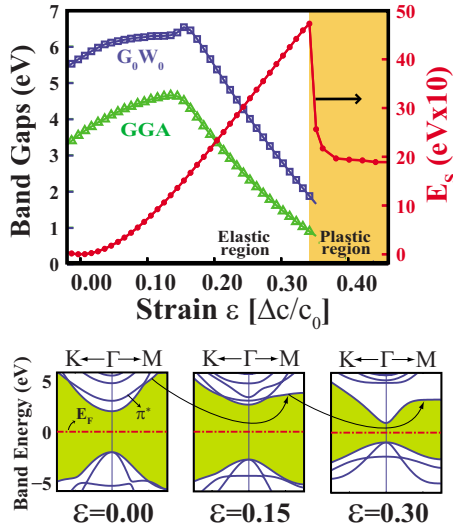 7
6
5
4
3
2
1
0
Band Gaps (eV)
G0W0
GGA
Elastic
region
Plastic
region
50
40
30
20
10
0
ES (eVx10)
0.00 0.10 0.20 0.30 0.40
Strain ε [Δc/c0]
K ← Γ → M K ← Γ → M K ← Γ → M
Band Energy (eV)
5
0
−5
EF
π*
ε=0.00 ε=0.15 ε=0.30